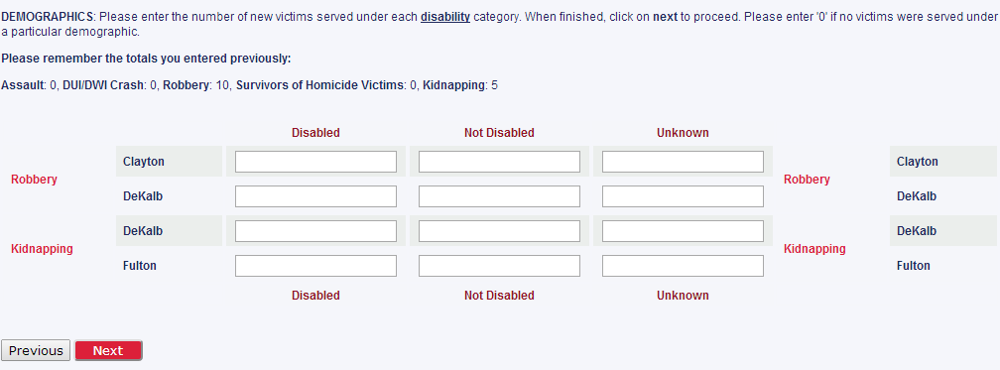 DEMOGRAPHICS: Please enter the number of new victims served under each disability category. When finished, click on next to proceed. Please enter '0' if no victims were served under
a particular demographic.
Please remember the totals you entered previously:
Assault: 0, DUI/DWI Crash: 0, Robbery: 10, Survivors of Homicide Victims: 0, Kidnapping: 5
Disabled Not Disabled Unknown
Clayton Clayton
Robbery Robbery
DeKalb DeKalb
DeKalb DeKalb
Kidnapping Kidnapping
Fulton Fulton
Disabled Not Disabled Unknown
Previous Next